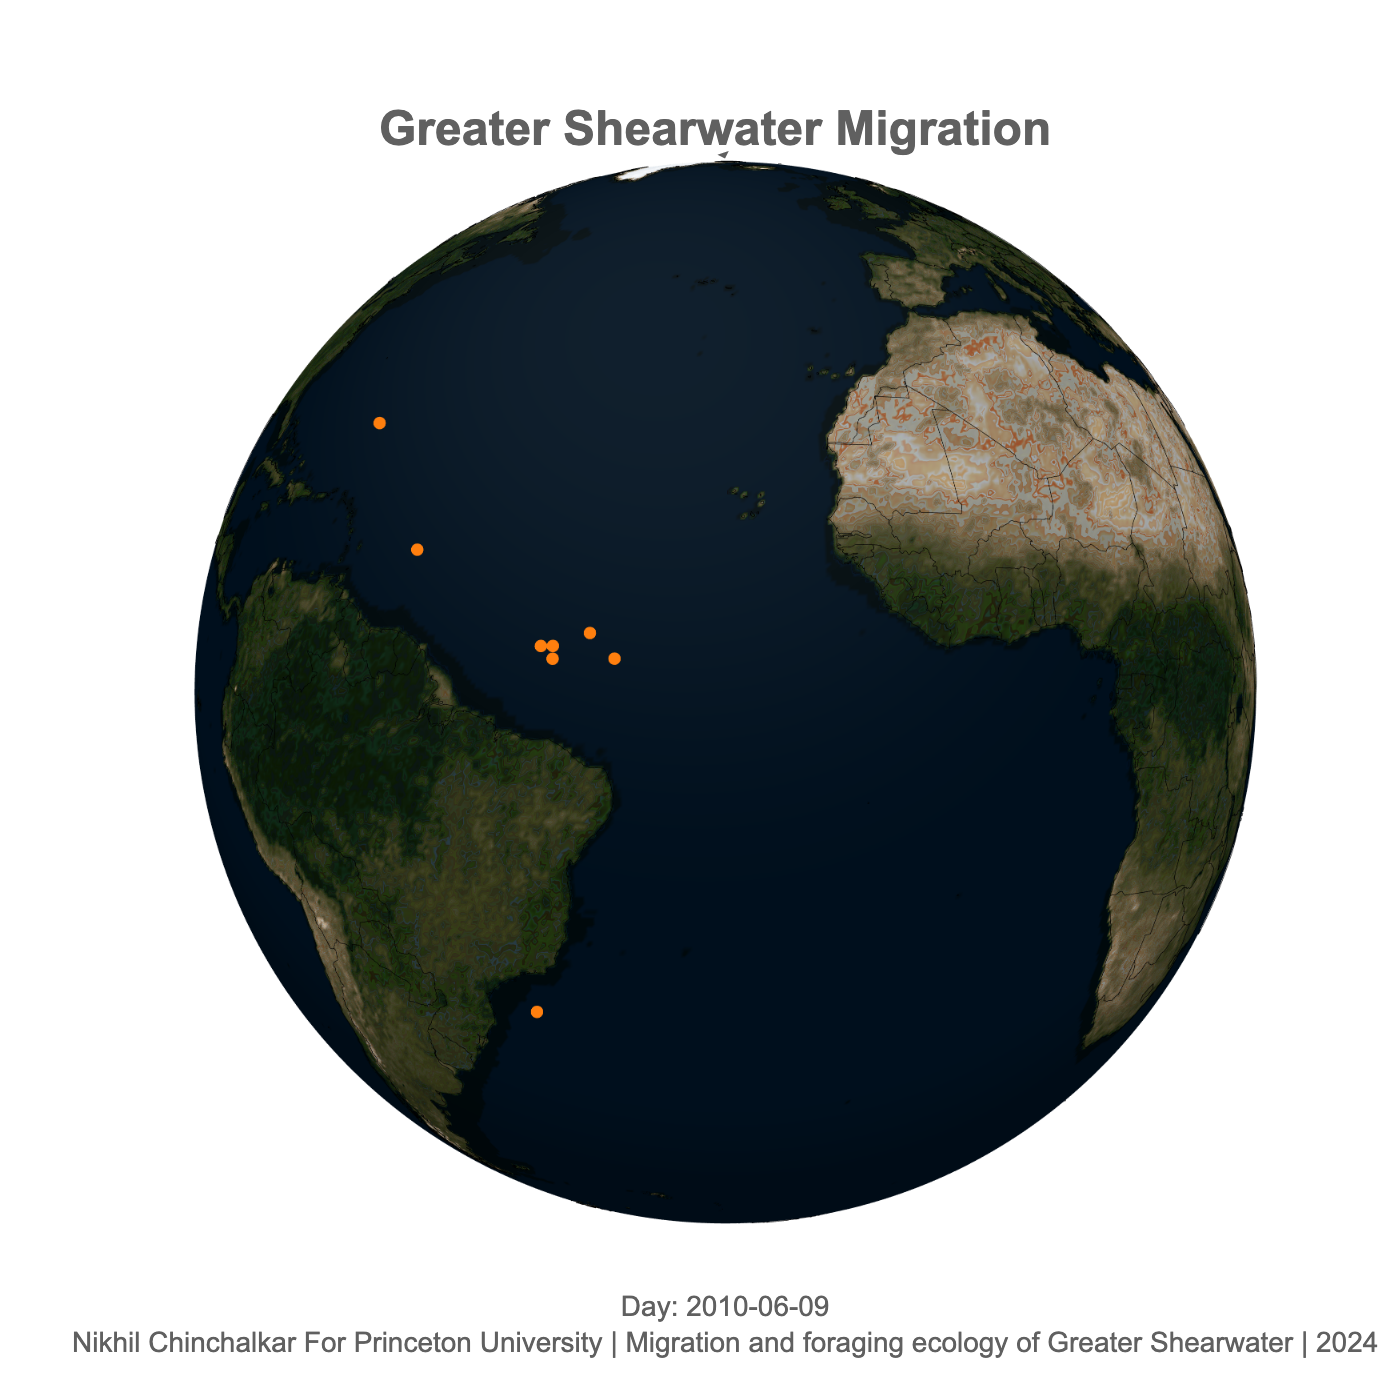 Greater Shearwater Migration
Day: 2010-06-09
Nikhil Chinchalkar For Princeton University | Migration and foraging ecology of Greater Shearwater | 2024